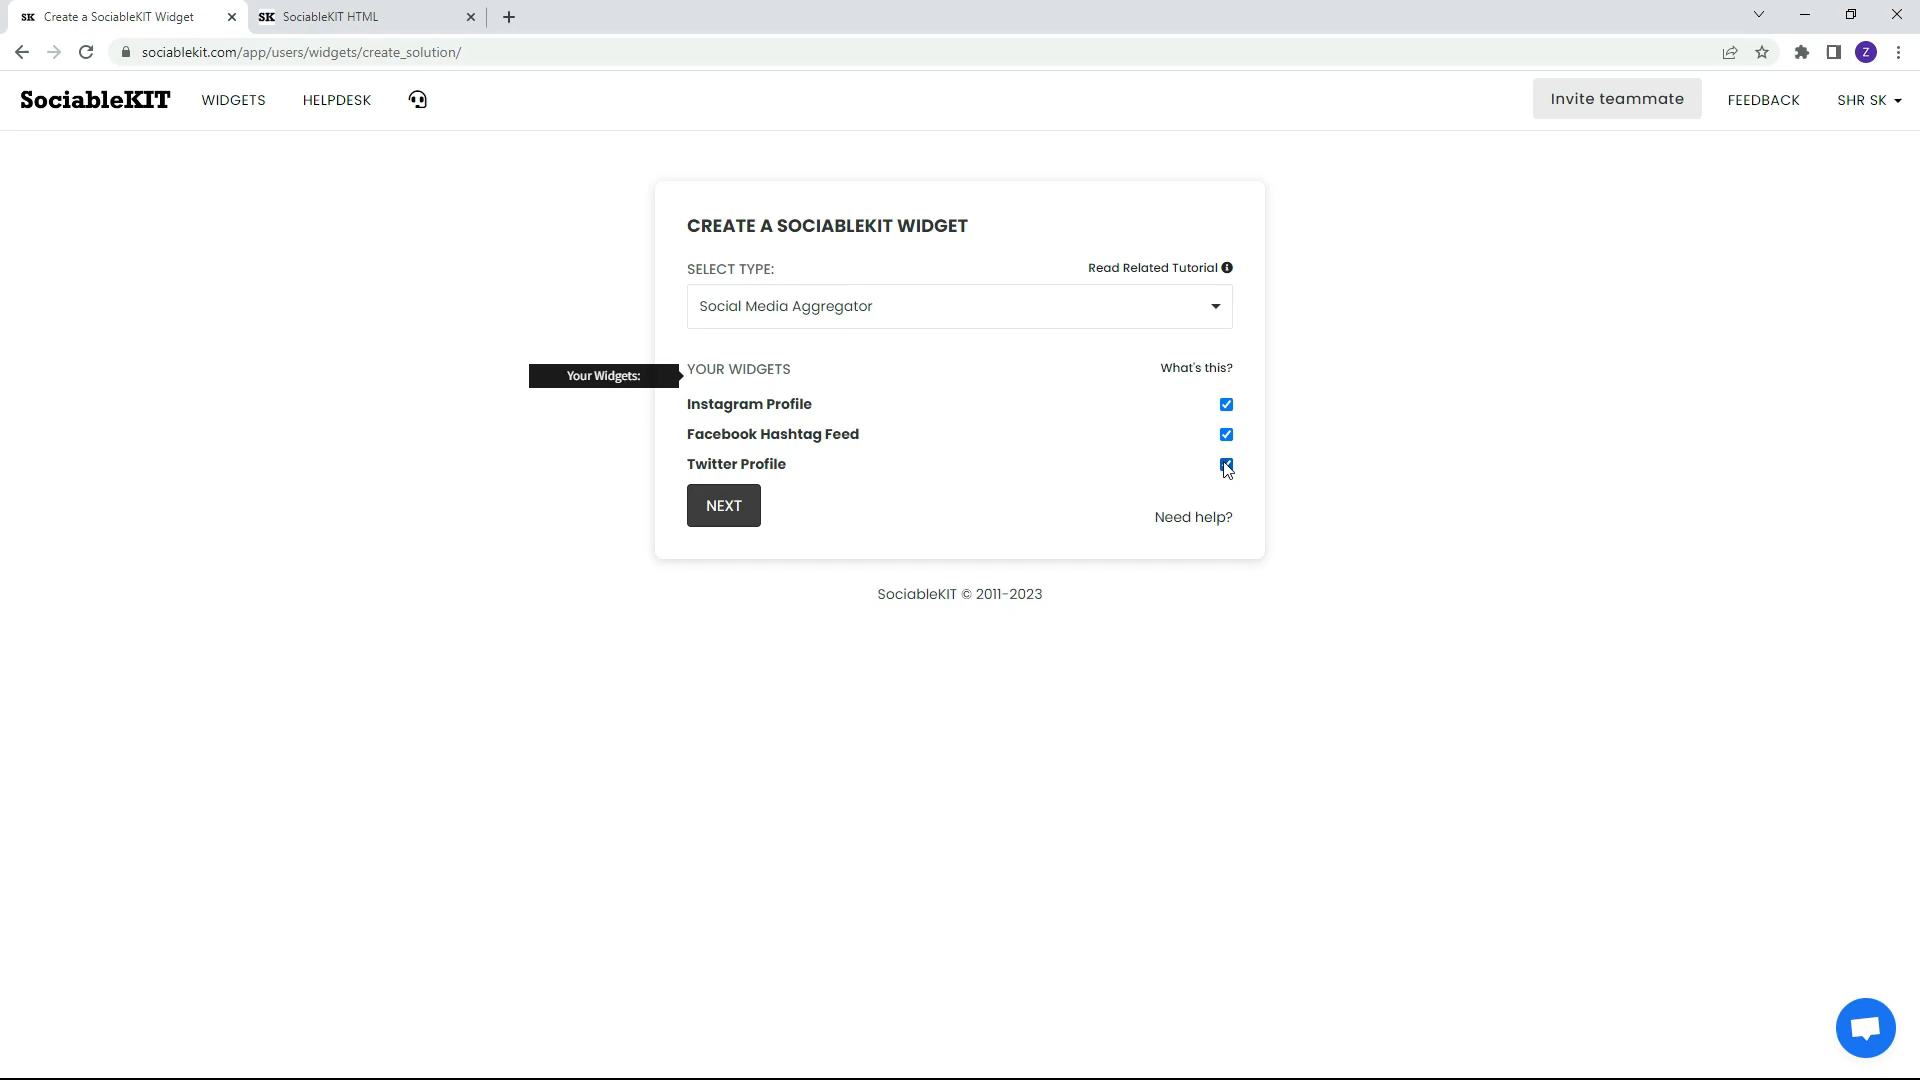 SK Create a SociableKIT Widget
SK SociableKIT HTML
sociablekit.com/app/users/widgets/create_solution/
Z
SociableKIT
WIDGETS
HELPDESK
Invite teammate
FEEDBACK
SHR SK
CREATE A SOCIABLEKIT WIDGET
SELECT TYPE:
Read Related Tutorial
Social Media Aggregator
Your Widgets:
YOUR WIDGETS
What's this?
Instagram Profile
Facebook Hashtag Feed
Twitter Profile
NEXT
Need help?
SociableKIT © 2011-2023